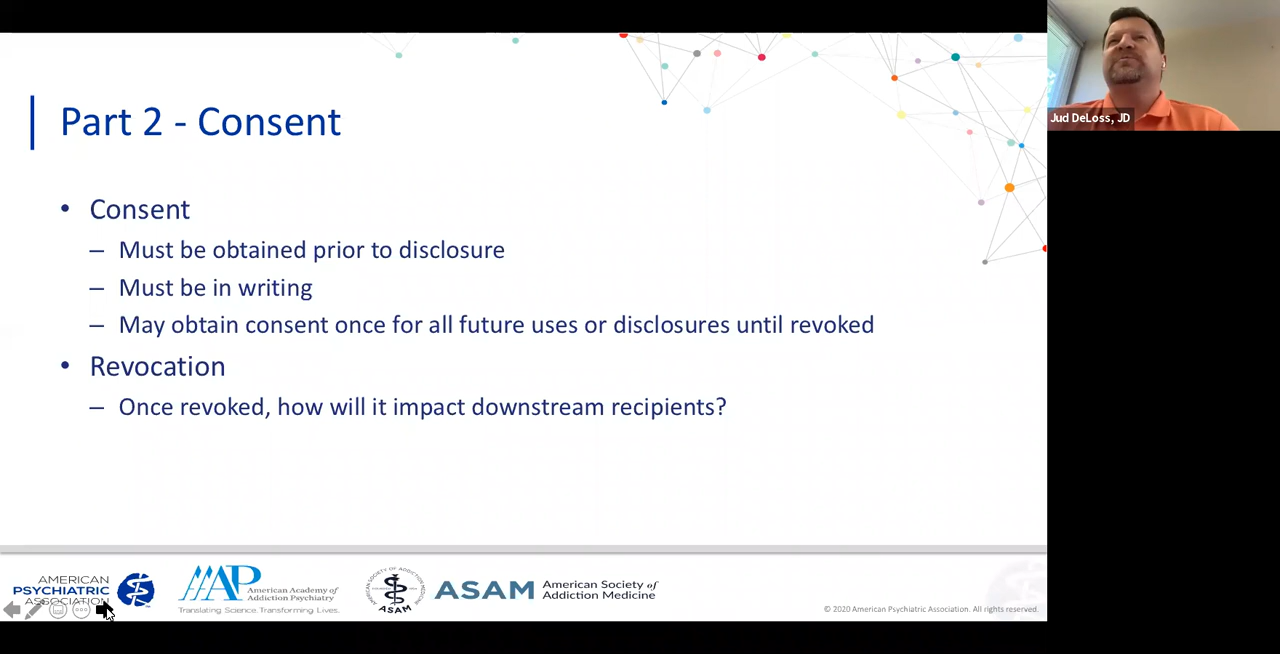 Part 2 - Consent
• Consent
– Must be obtained prior to disclosure
– Must be in writing
– May obtain consent once for all future uses or disclosures until revoked
• Revocation
– Once revoked, how will it impact downstream recipients?
Jud DeLoss, JD
AMERICAN
PSYCHIATRIC
ASSOCIATION
AAAP
American Academy of
Addiction Psychiatry
Translating Science. Transforming Lives.
ASAM
ASAM
American Society of
Addiction Medicine
© 2020 American Psychiatric Association. All rights reserved.